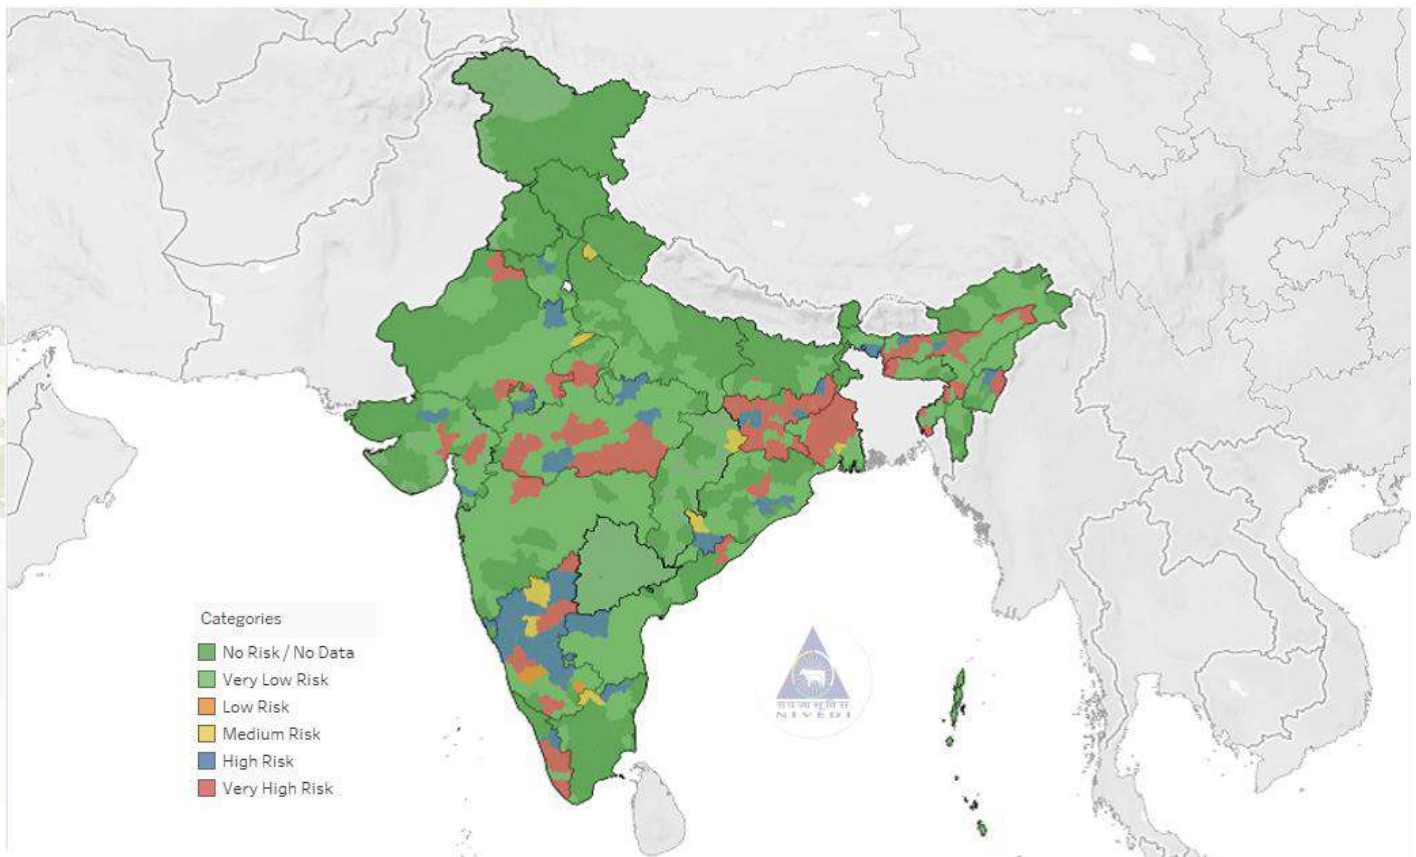 Categories
No Risk / No Data
Very Low Risk
Low Risk
Medium Risk
High Risk
Very High Risk
NIVEDI